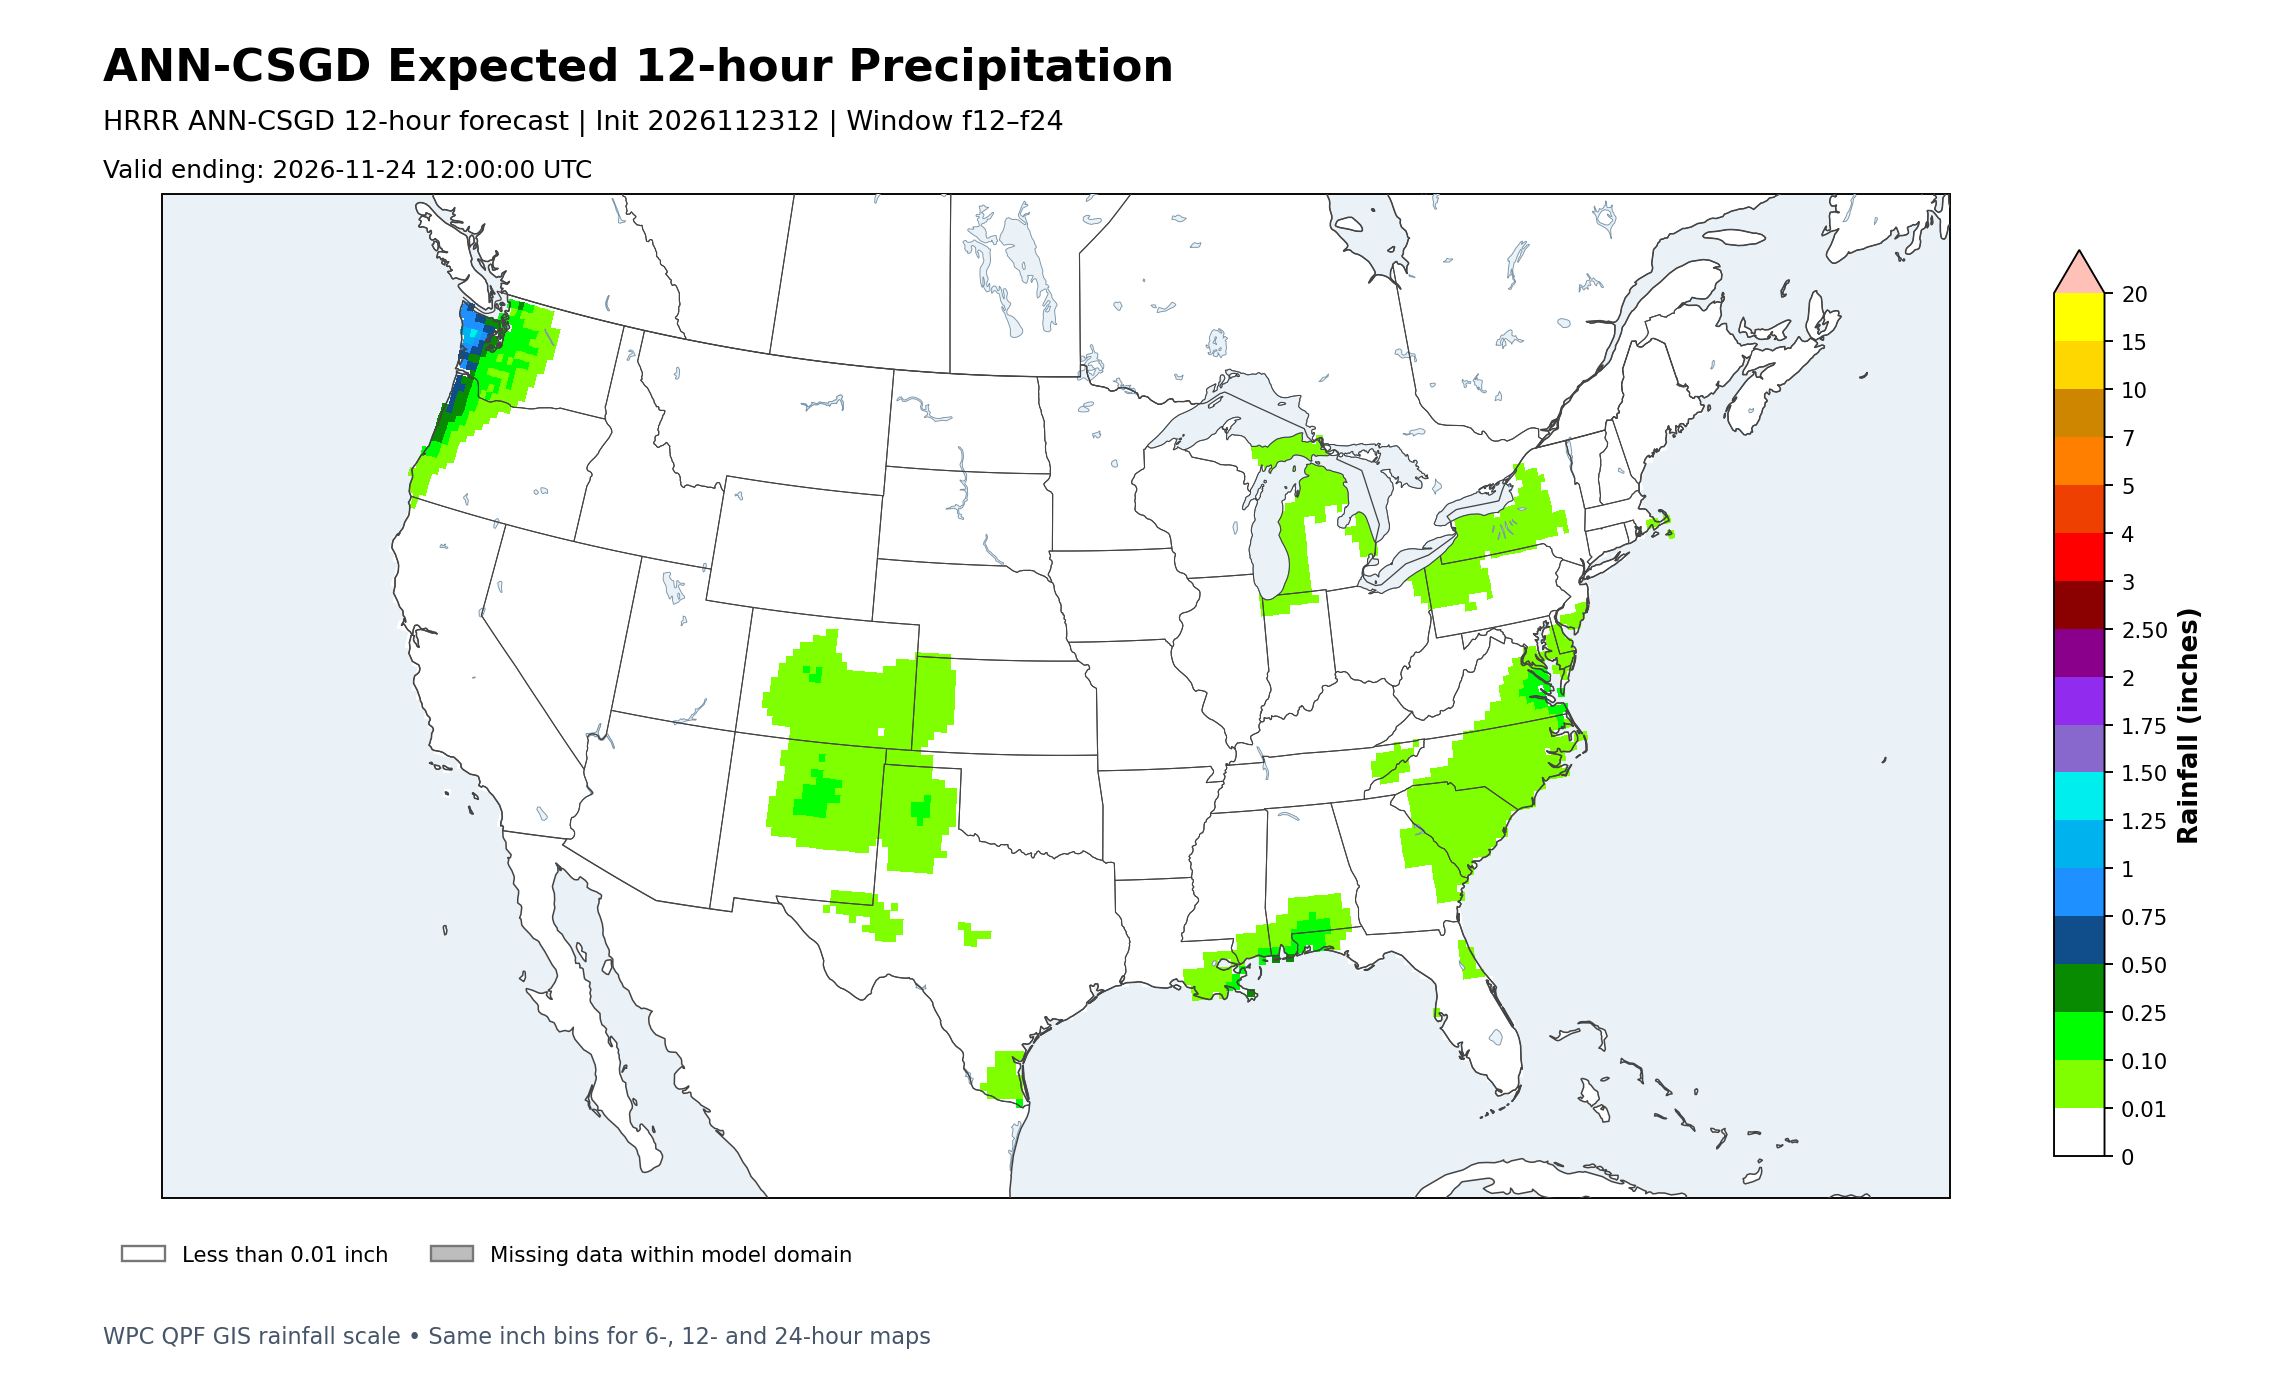 ANN-CSGD Expected 12-hour Precipitation
HRRR ANN-CSGD 12-hour forecast | Init 2026112312 | Window f12–f24
Valid ending: 2026-11-24 12:00:00 UTC
20
15
10
7
5
4
3
2.50
2
1.75
1.50
1.25
1
0.75
0.50
0.25
0.10
0.01
0
Rainfall (inches)
Less than 0.01 inch
Missing data within model domain
WPC QPF GIS rainfall scale • Same inch bins for 6-, 12- and 24-hour maps